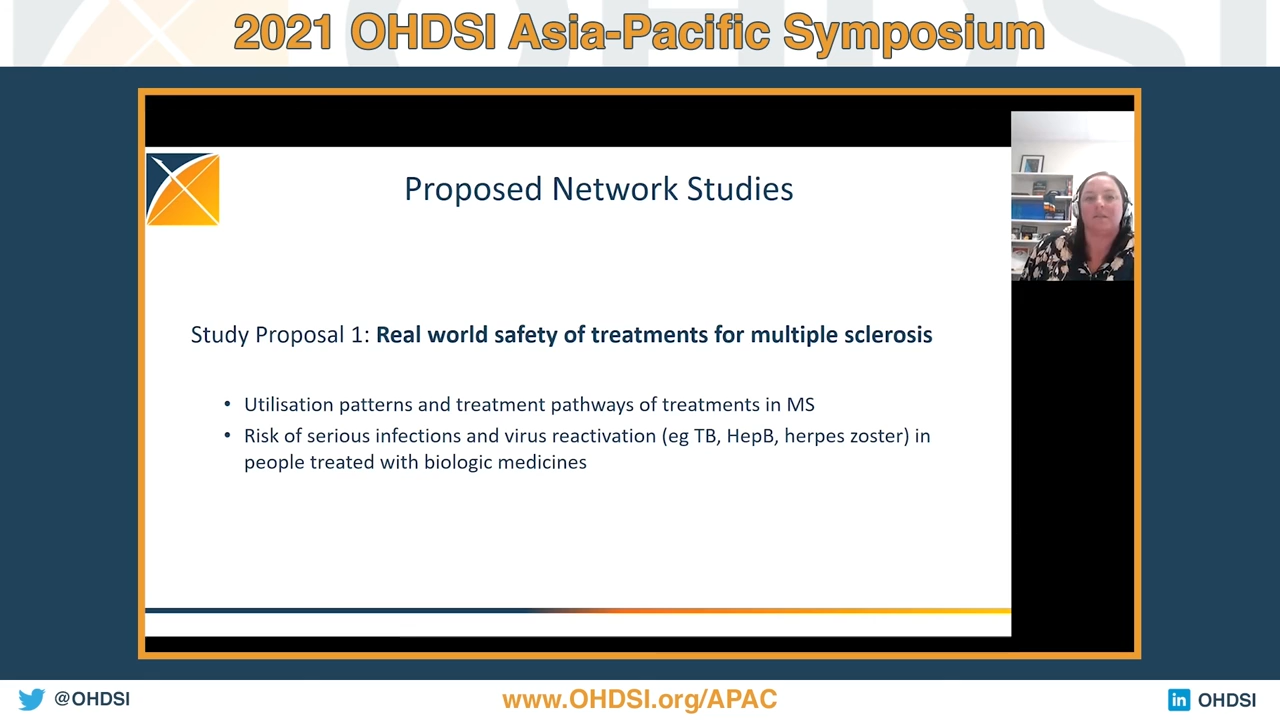 2021 OHDSI Asia-Pacific Symposium
Proposed Network Studies
Study Proposal 1: Real world safety of treatments for multiple sclerosis
• Utilisation patterns and treatment pathways of treatments in MS
• Risk of serious infections and virus reactivation (eg TB, HepB, herpes zoster) in
people treated with biologic medicines
@OHDSI
www.OHDSI.org/APAC
in OHDSI